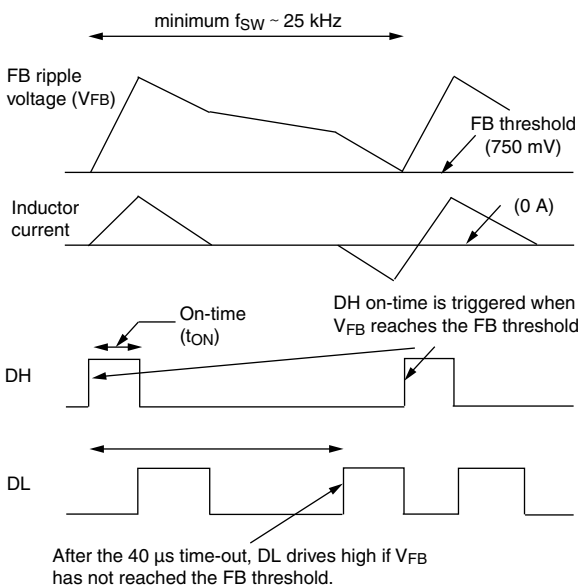 minimum fSW ~ 25 kHz
FB ripple
voltage (VFB)
FB threshold
(750 mV)
Inductor
current
(0 A)
On-time
(tON)
DH on-time is triggered when
VFB reaches the FB threshold
DH
DL
After the 40 µs time-out, DL drives high if VFB
has not reached the FB threshold.